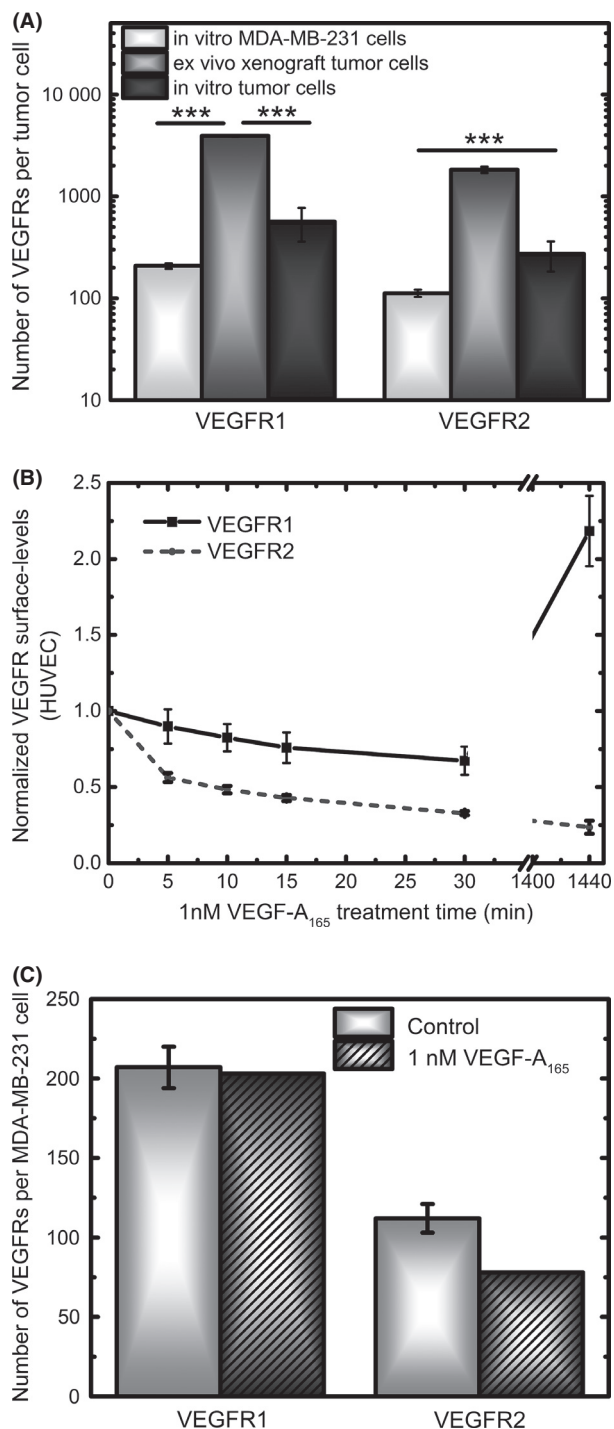 (A)
in vitro MDA-MB-231 cells
ex vivo xenograft tumor cells
in vitro tumor cells
Number of VEGFRs per tumor cell
10 000
1000
100
10
*** *** ***
VEGFR1 VEGFR2
(B)
VEGFR1
VEGFR2
Normalized VEGFR surface-levels
(HUVEC)
2.5
2.0
1.5
1.0
0.5
0.0
0 5 10 15 20 25 30 1400 1440
1nM VEGF-A165 treatment time (min)
(C)
Control
1 nM VEGF-A165
Number of VEGFRs per MDA-MB-231 cell
250
200
150
100
50
0
VEGFR1 VEGFR2